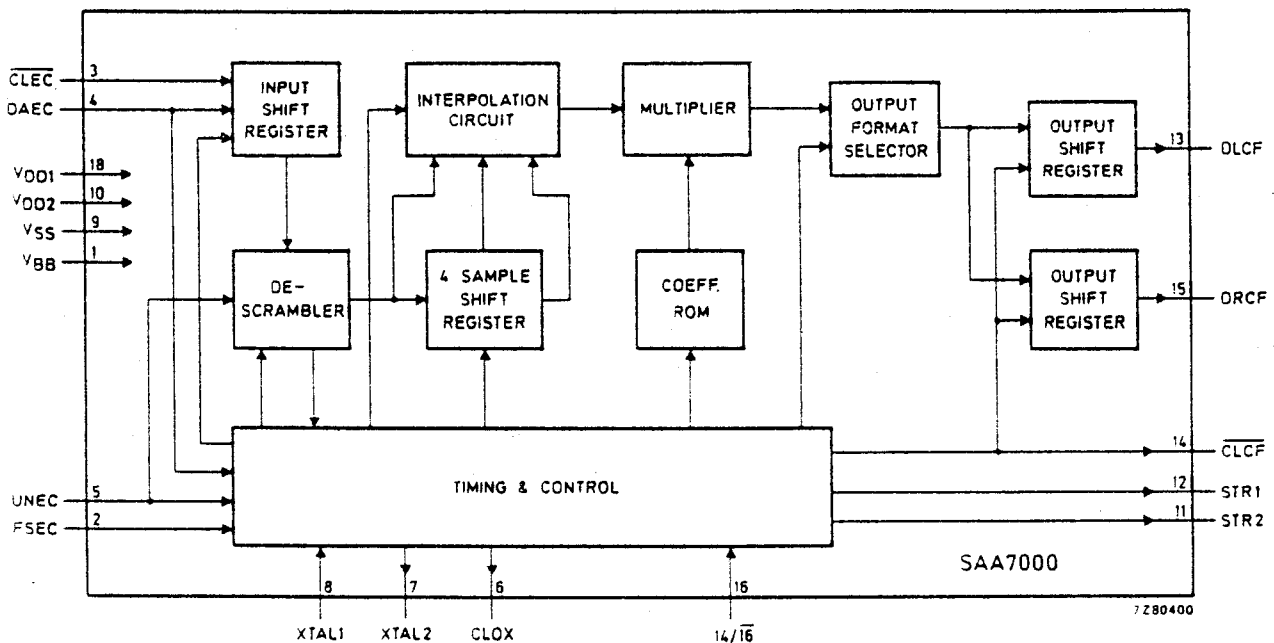 CLEC 3
DAEC 4
VDD1 18
VDD2 10
VSS 9
VBB 1
UNEC 5
FSEC 2
INPUT
SHIFT
REGISTER
INTERPOLATION
CIRCUIT
MULTIPLIER
OUTPUT
FORMAT
SELECTOR
OUTPUT
SHIFT
REGISTER
13 DLCF
DE-
SCRAMBLER
4 SAMPLE
SHIFT
REGISTER
COEFF.
ROM
OUTPUT
SHIFT
REGISTER
15 DRCF
TIMING & CONTROL
14 CLCF
12 STR1
11 STR2
SAA7000
8
7
6
16
XTAL1
XTAL2
CLOX
14/16
7Z80400